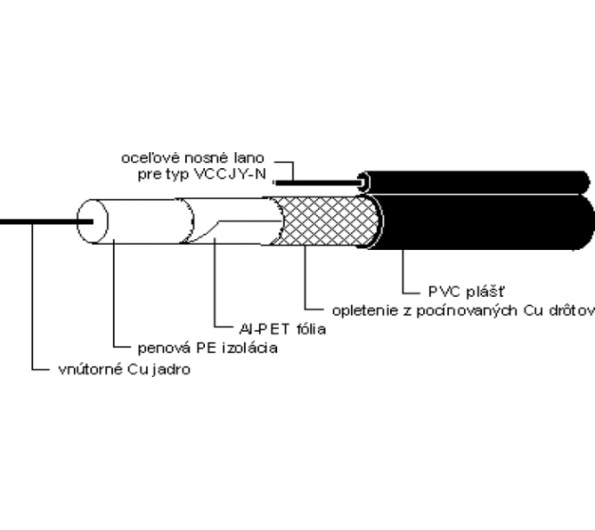 oceľové nosné lano
pre typ VCCJY-N
PVC plášť
opletenie z pocínovaných Cu drôtov
Al-PET fólia
penová PE izolácia
vnútorné Cu jadro